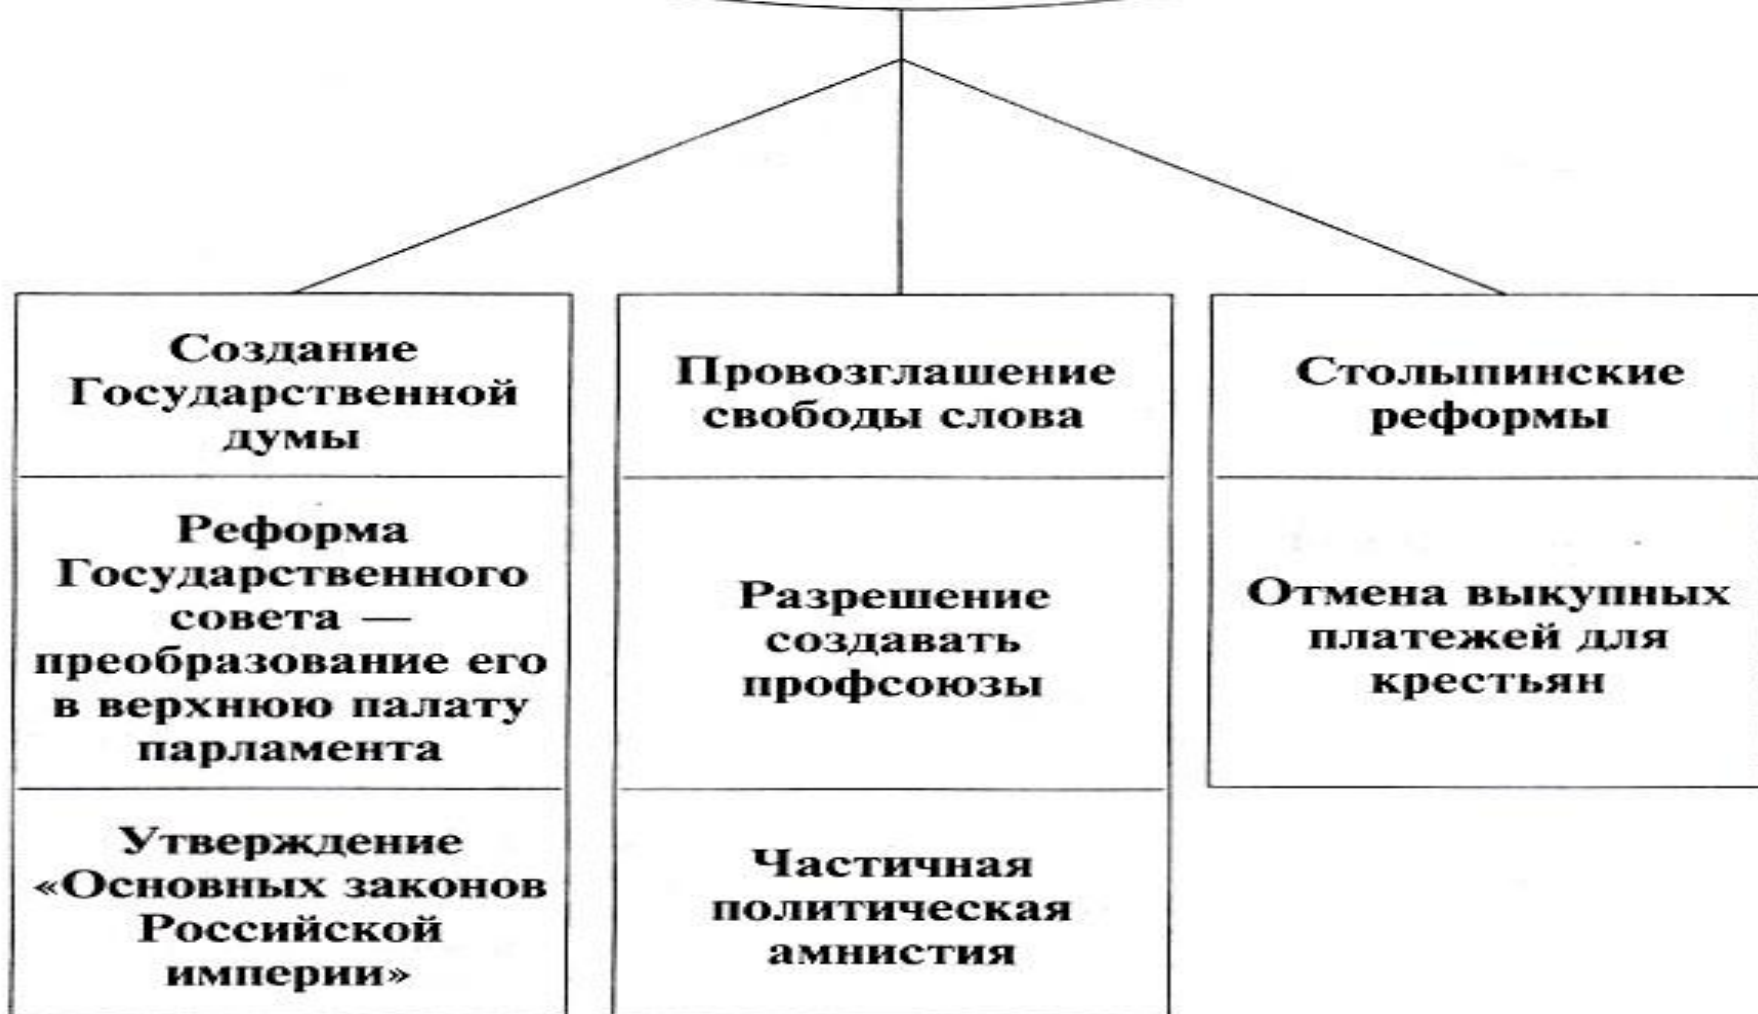 Создание
Государственной
думы
Реформа
Государственного
совета —
преобразование его
в верхнюю палату
парламента
Утверждение
«Основных законов
Российской
империи»
Провозглашение
свободы слова
Разрешение
создавать
профсоюзы
Частичная
политическая
амнистия
Столыпинские
реформы
Отмена выкупных
платежей для
крестьян